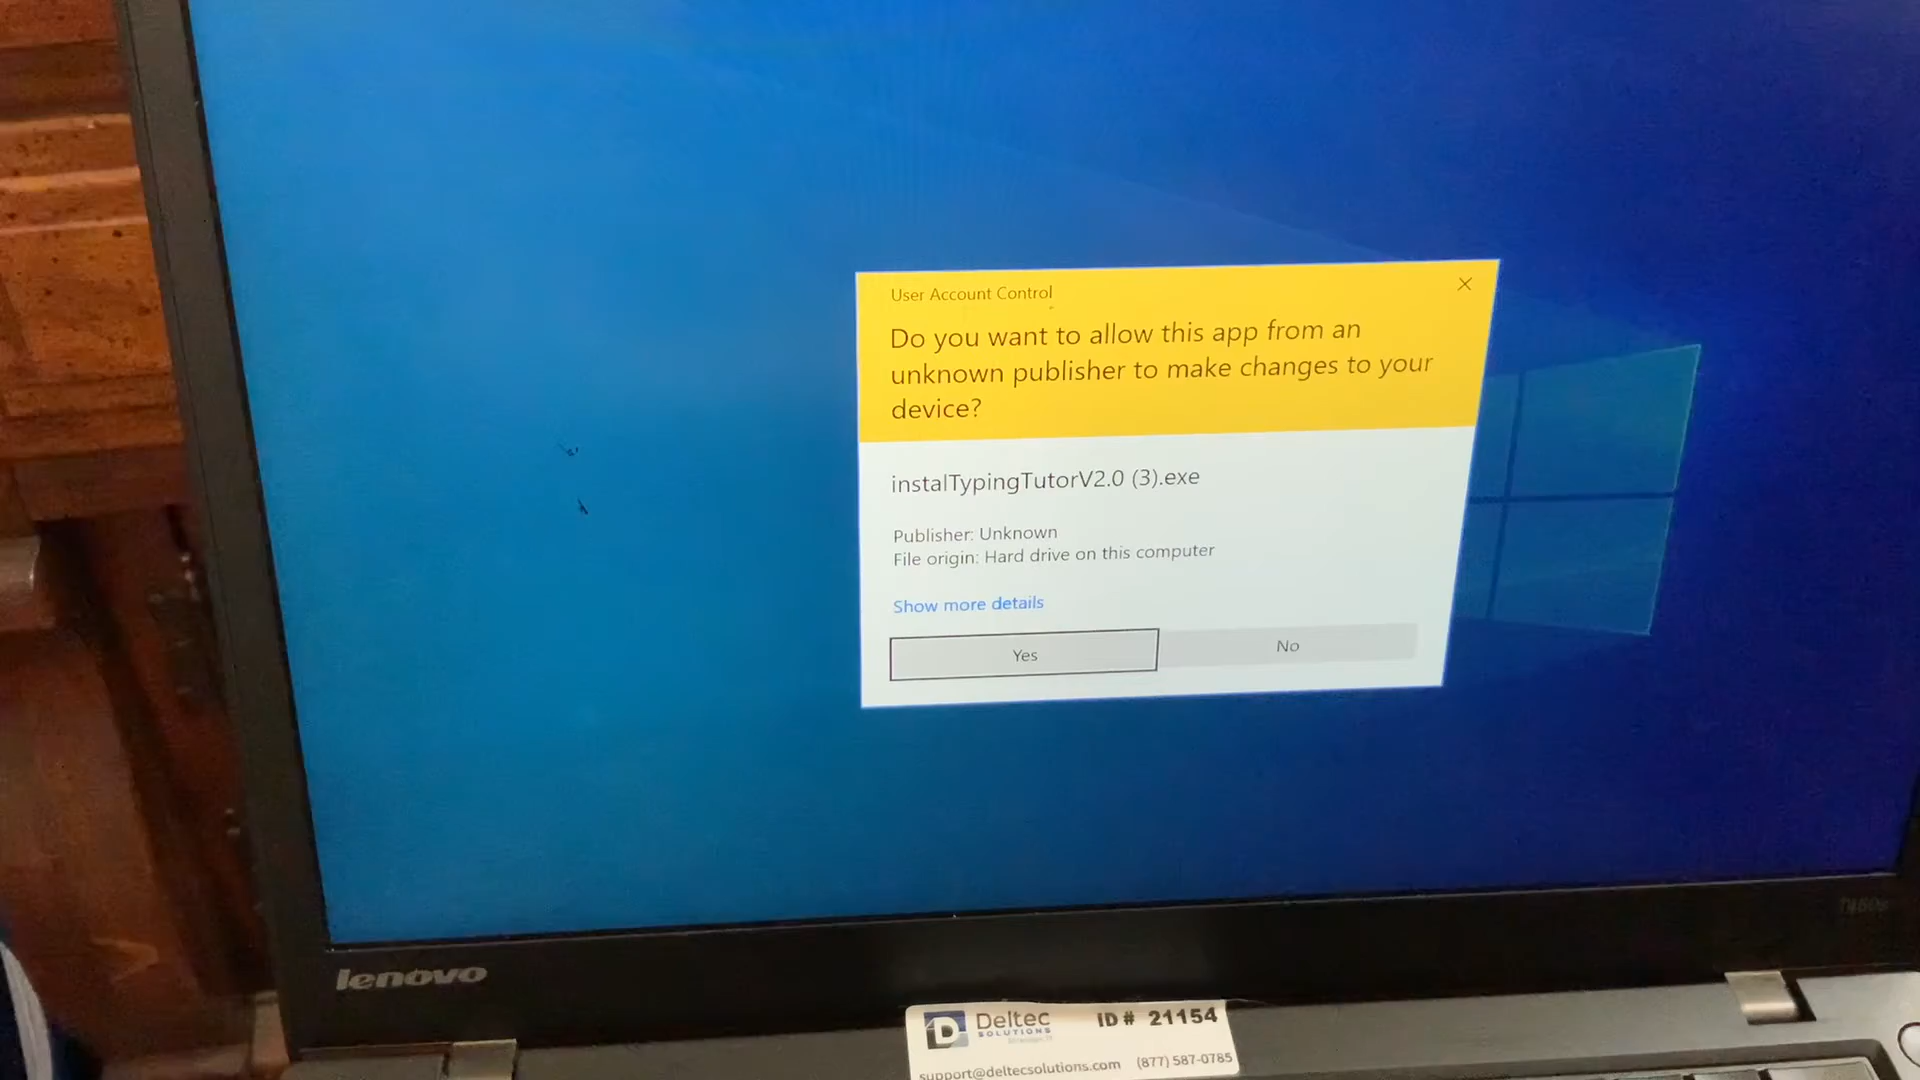 User Account Control
Do you want to allow this app from an
unknown publisher to make changes to your
device?
instalTypingTutorV2.0 (3).exe
Publisher: Unknown
File origin: Hard drive on this computer
Show more details
Yes
No
lenovo
Deltec
SOLUTIONS
ID# 21154
support@deltecsolutions.com (877) 587-0785